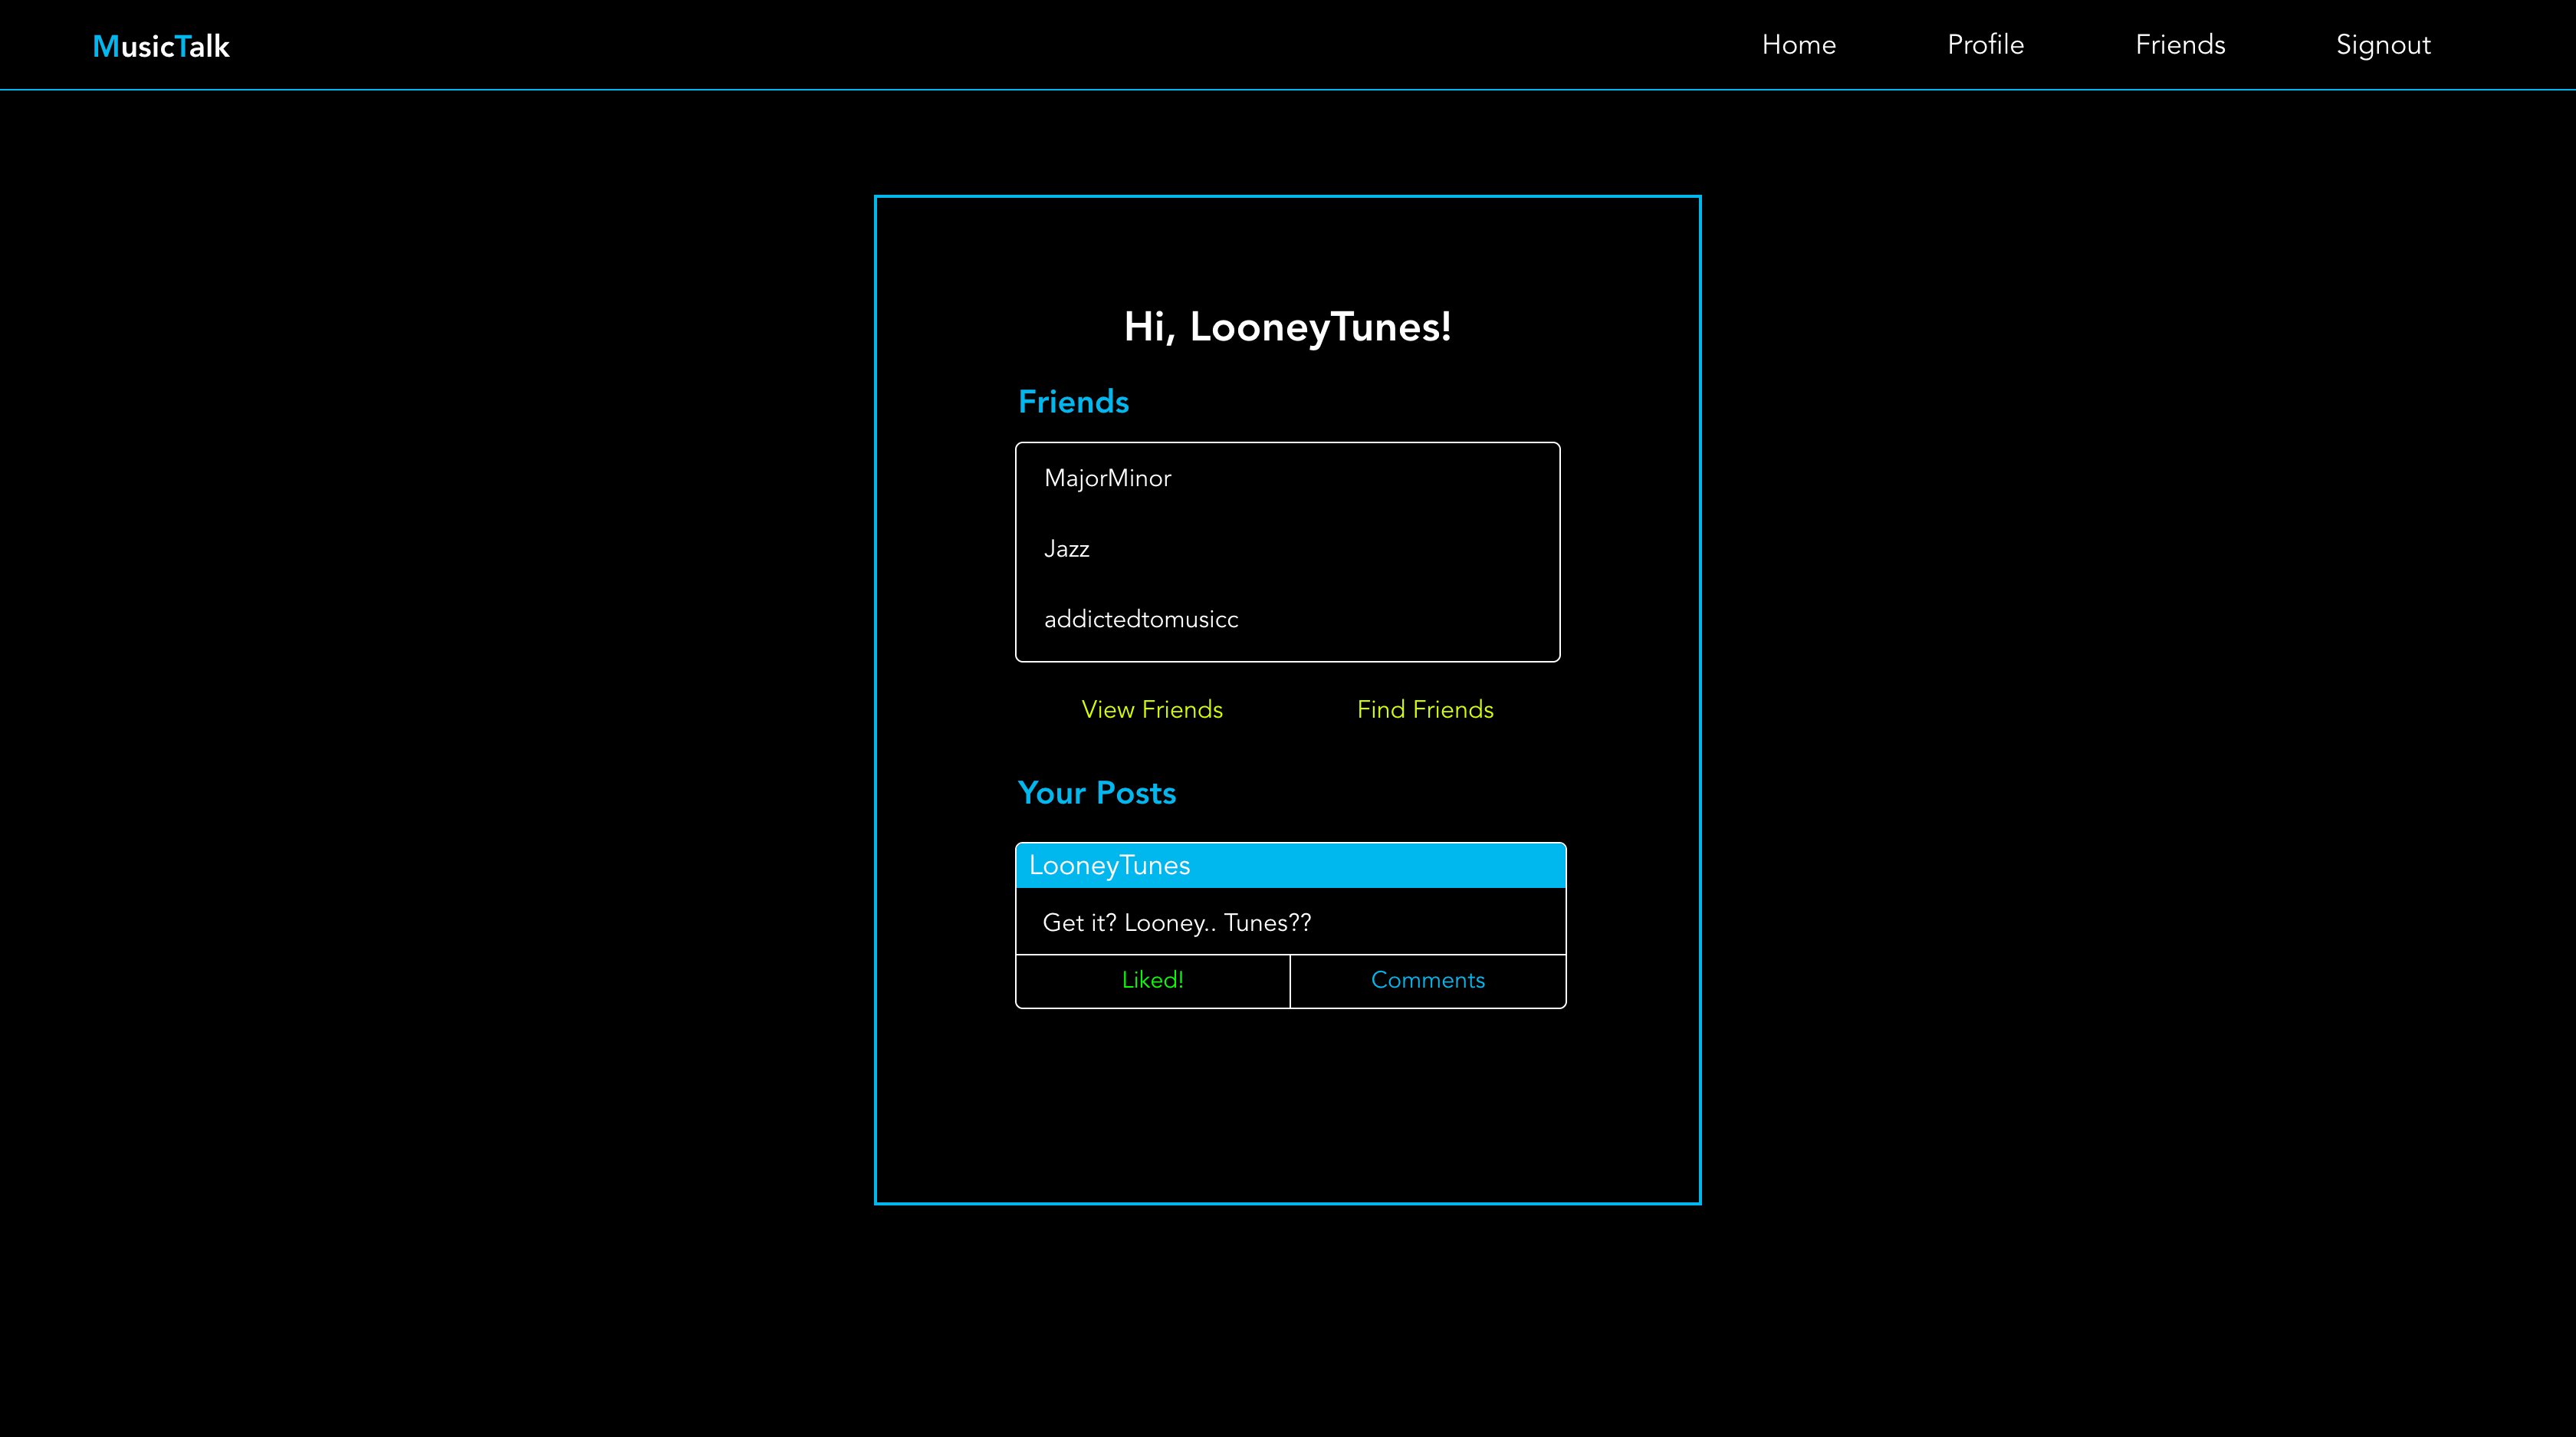 MusicTalk Home Profile Friends Signout
Hi, LooneyTunes!
Friends
MajorMinor
Jazz
addictedtomusicc
View Friends Find Friends
Your Posts
LooneyTunes
Get it? Looney.. Tunes??
Liked! Comments